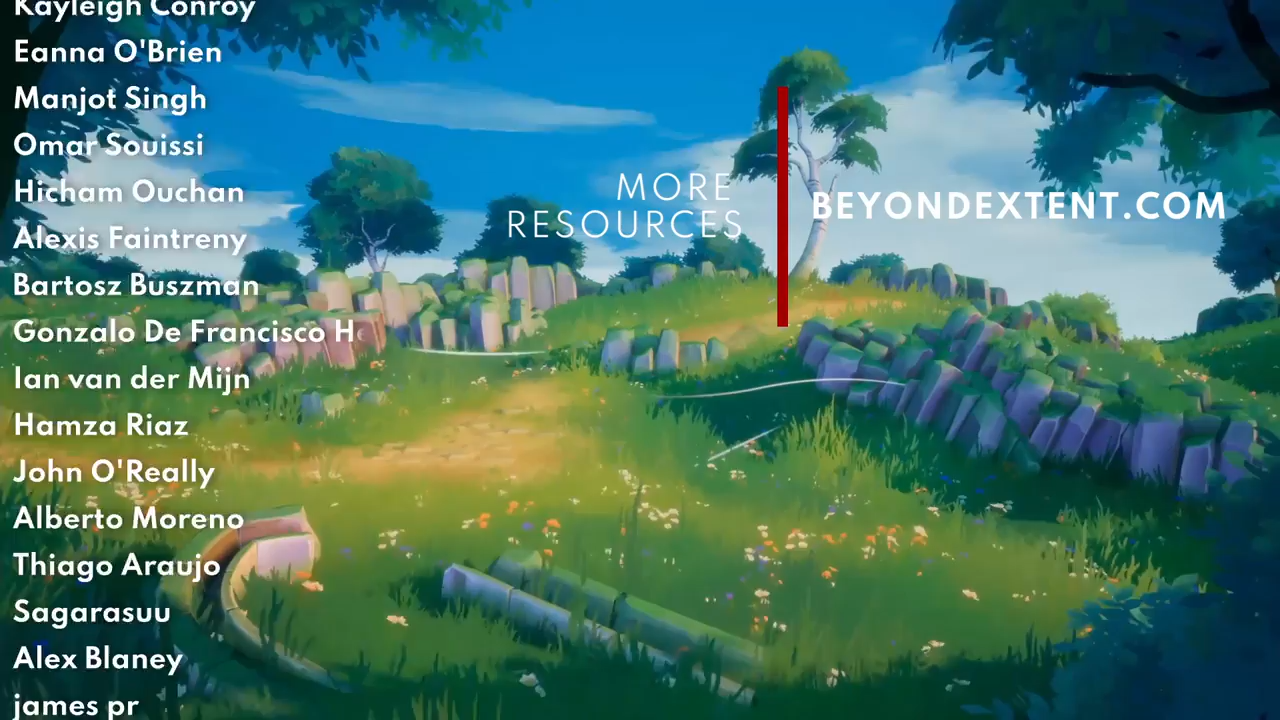 Kayleigh Conroy
Eanna O'Brien
Manjot Singh
Omar Souissi
Hicham Ouchan
Alexis Faintreny
Bartosz Buszman
Gonzalo De Francisco H
Ian van der Mijn
Hamza Riaz
John O'Really
Alberto Moreno
Thiago Araujo
Sagarasuu
Alex Blaney
james pr
MORE
RESOURCES
BEYONDEXTENT.COM